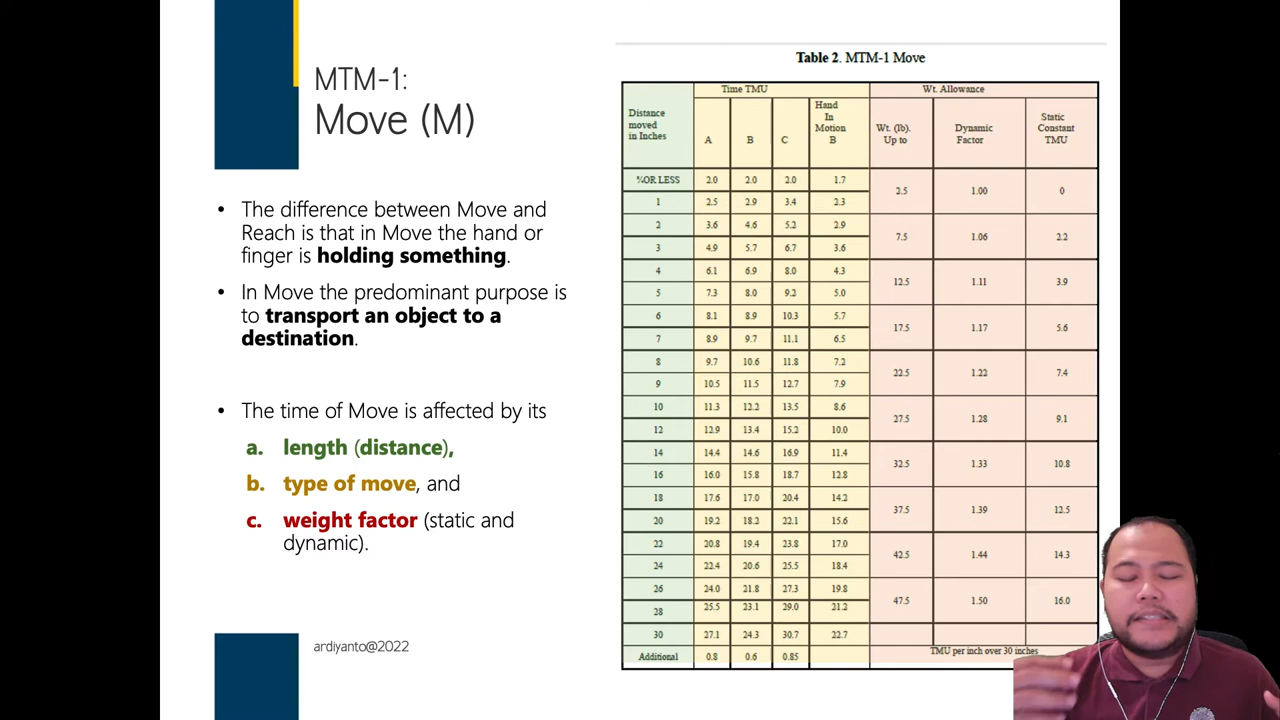 MTM-1:
Move (M)
• The difference between Move and
Reach is that in Move the hand or
finger is holding something.
• In Move the predominant purpose is
to transport an object to a
destination.
• The time of Move is affected by its
a. length (distance),
b. type of move, and
c. weight factor (static and
dynamic).
ardiyanto@2022
Table 2. MTM-1 Move
Time TMU Wt. Allowance
Distance moved in Inches A B C Hand In Motion B Wt. (lb). Up to Dynamic Factor Static Constant TMU
%OR LESS 2.0 2.0 2.0 1.7
2.5 1.00 0
1 2.5 2.9 3.4 2.3
2 3.6 4.6 5.2 2.9
7.5 1.06 2.2
3 4.9 5.7 6.7 3.6
4 6.1 6.9 8.0 4.3
12.5 1.11 3.9
5 7.3 8.0 9.2 5.0
6 8.1 8.9 10.3 5.7
17.5 1.17 5.6
7 8.9 9.7 11.1 6.5
8 9.7 10.6 11.8 7.2
22.5 1.22 7.4
9 10.5 11.5 12.7 7.9
10 11.3 12.2 13.5 8.6
27.5 1.28 9.1
12 12.9 13.4 15.2 10.0
14 14.4 14.6 16.9 11.4
32.5 1.33 10.8
16 16.0 15.8 18.7 12.8
18 17.6 17.0 20.4 14.2
37.5 1.39 12.5
20 19.2 18.2 22.1 15.6
22 20.8 19.4 23.8 17.0
42.5 1.44 14.3
24 22.4 20.6 25.5 18.4
26 24.0 21.8 27.3 19.8
47.5 1.50 16.0
28 25.5 23.1 29.0 21.2
30 27.1 24.3 30.7 22.7
Additional 0.8 0.6 0.85 TMU per inch over 30 inches